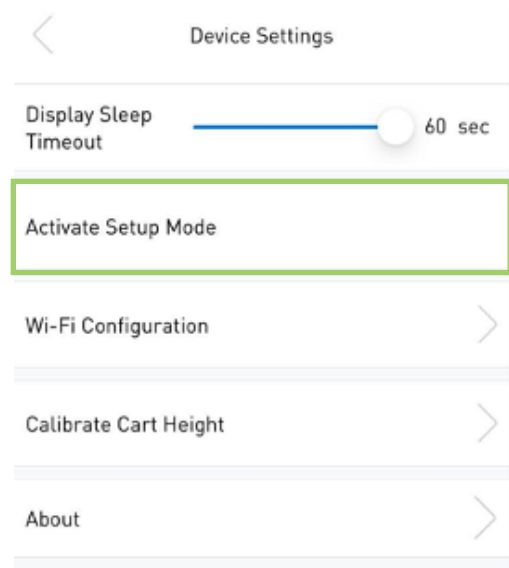 Device Settings
Display Sleep
Timeout
60 sec
Activate Setup Mode
Wi-Fi Configuration
Calibrate Cart Height
About